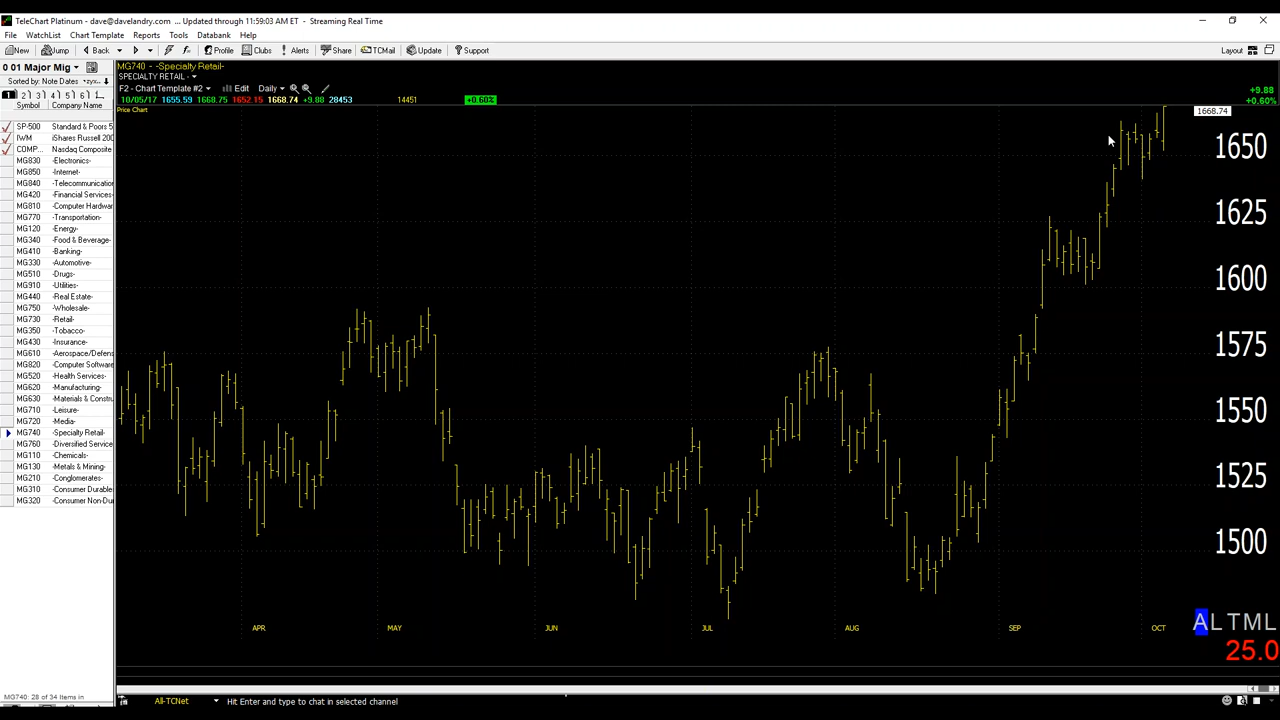 TeleChart Platinum - dave@davelandry.com ... Updated through 11:59:03 AM ET - Streaming Real Time
File WatchList Chart Template Reports Tools Databank Help
New Jump Back Profile Clubs Alerts Share TCMail Update Support Layout
0 01 Major Mig
Sorted by: Note Dates
1 2 3 4 5 6
Symbol Company Name
SP-500 Standard & Poors 5
IWM iShares Russell 200
COMP... Nasdaq Composite
MG830 -Electronics-
MG850 -Internet-
MG840 -Telecommunication
MG420 -Financial Services-
MG810 -Computer Hardwar
MG770 -Transportation-
MG120 -Energy-
MG340 -Food & Beverage-
MG410 -Banking-
MG330 -Automotive-
MG510 -Drugs-
MG910 -Utilities-
MG440 -Real Estate-
MG750 -Wholesale-
MG730 -Retail-
MG350 -Tobacco-
MG430 -Insurance-
MG610 -Aerospace/Defens
MG820 -Computer Software
MG520 -Health Services-
MG620 -Manufacturing-
MG630 -Materials & Constru
MG710 -Leisure-
MG720 -Media-
MG740 -Specialty Retail-
MG760 -Diversified Service
MG110 -Chemicals-
MG130 -Metals & Mining-
MG210 -Conglomerates-
MG310 -Consumer Durable
MG320 -Consumer Non-Du
MG740: 28 of 34 Items in
MG740 - -Specialty Retail-
SPECIALTY RETAIL -
F2 - Chart Template #2 Edit Daily
10/05/17 1655.59 1668.75 1652.15 1668.74 +9.88 28453 14451 +0.60%
+9.88
+0.60%
Price Chart
1668.74
1650
1625
1600
1575
1550
1525
1500
APR MAY JUN JUL AUG SEP OCT
ALTML
25.0
All-TCNet Hit Enter and type to chat in selected channel